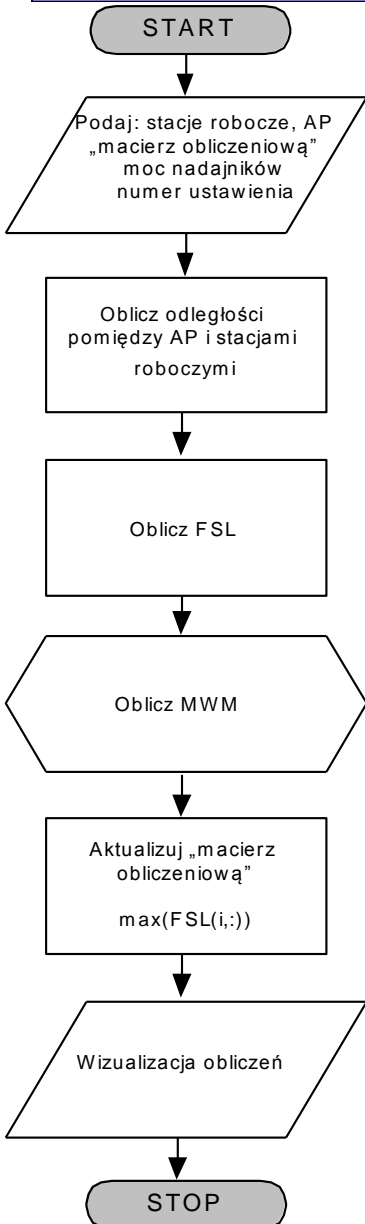 START
Podaj: stacje robocze, AP
„macierz obliczeniową”
moc nadajników
numer ustawienia
Oblicz odległości
pomiędzy AP i stacjami
roboczymi
Oblicz FSL
Oblicz MWM
Aktualizuj „macierz
obliczeniową”
max(FSL(i,:))
Wizualizacja obliczeń
STOP